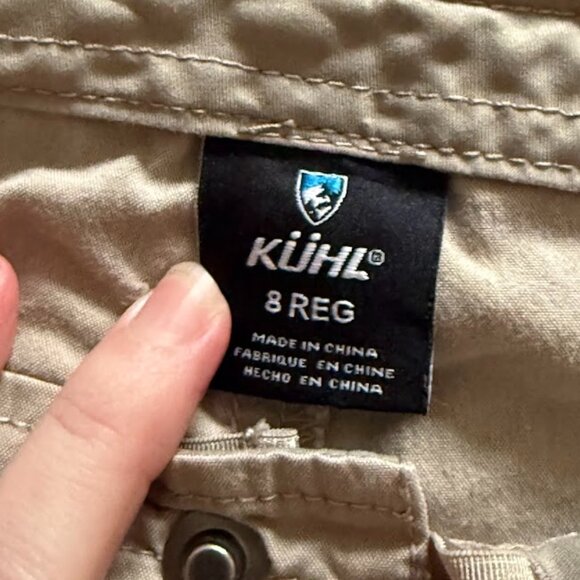 KÜHL®
8 REG
MADE IN CHINA
FABRIQUE EN CHINE
HECHO EN CHINA